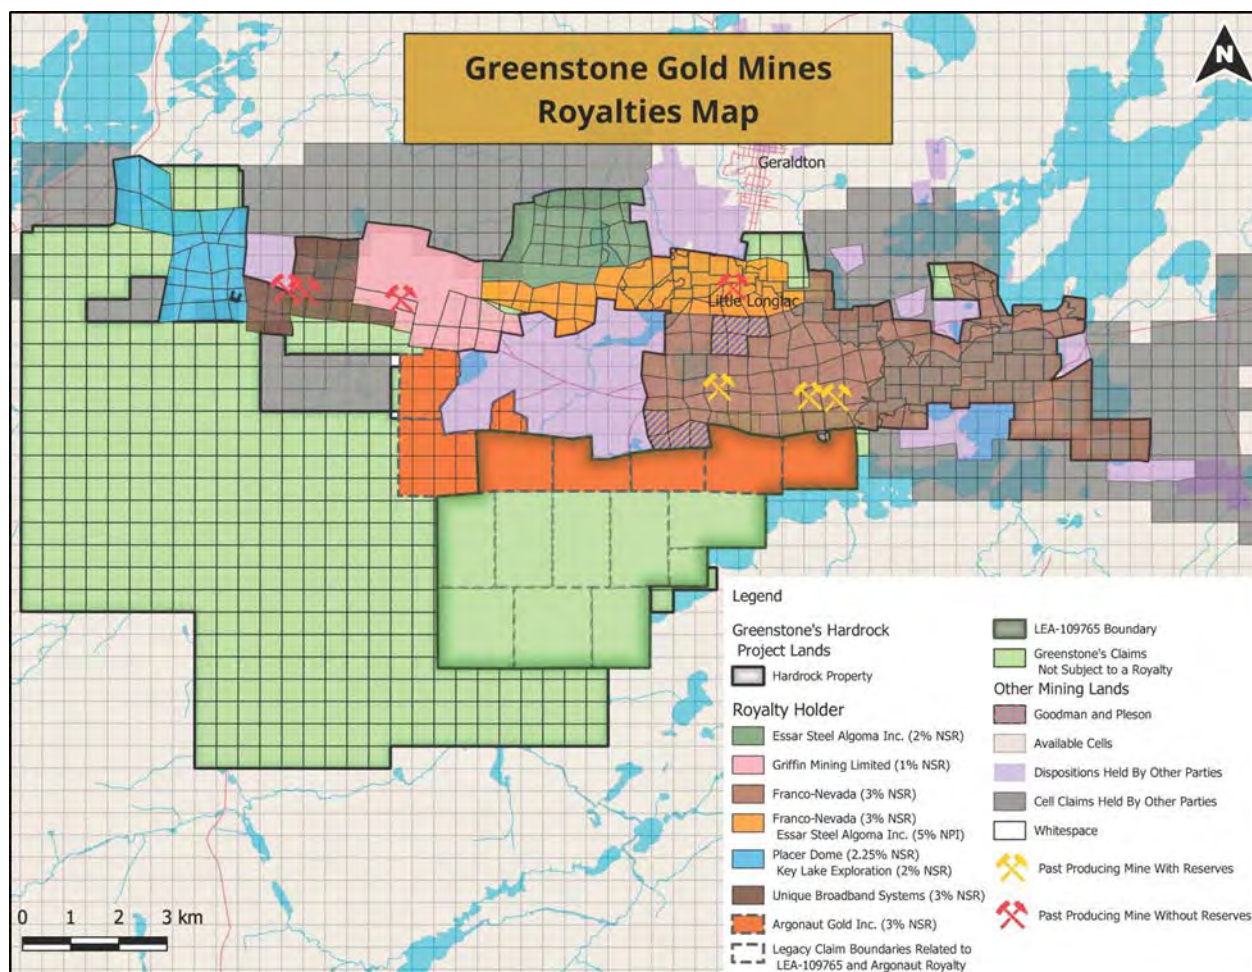 Greenstone Gold Mines
Royalties Map
N
Geraldton
Little Longlac
0 1 2 3 km
Legend
Greenstone's Hardrock
Project Lands
Hardrock Property
Royalty Holder
Essar Steel Algoma Inc. (2% NSR)
Griffin Mining Limited (1% NSR)
Franco-Nevada (3% NSR)
Franco-Nevada (3% NSR)
Essar Steel Algoma Inc. (5% NPI)
Placer Dome (2.25% NSR)
Key Lake Exploration (2% NSR)
Unique Broadband Systems (3% NSR)
Argonaut Gold Inc. (3% NSR)
Legacy Claim Boundaries Related to
LEA-109765 and Argonaut Royalty
LEA-109765 Boundary
Greenstone's Claims
Not Subject to a Royalty
Other Mining Lands
Goodman and Pleson
Available Cells
Dispositions Held By Other Parties
Cell Claims Held By Other Parties
Whitespace
Past Producing Mine With Reserves
Past Producing Mine Without Reserves